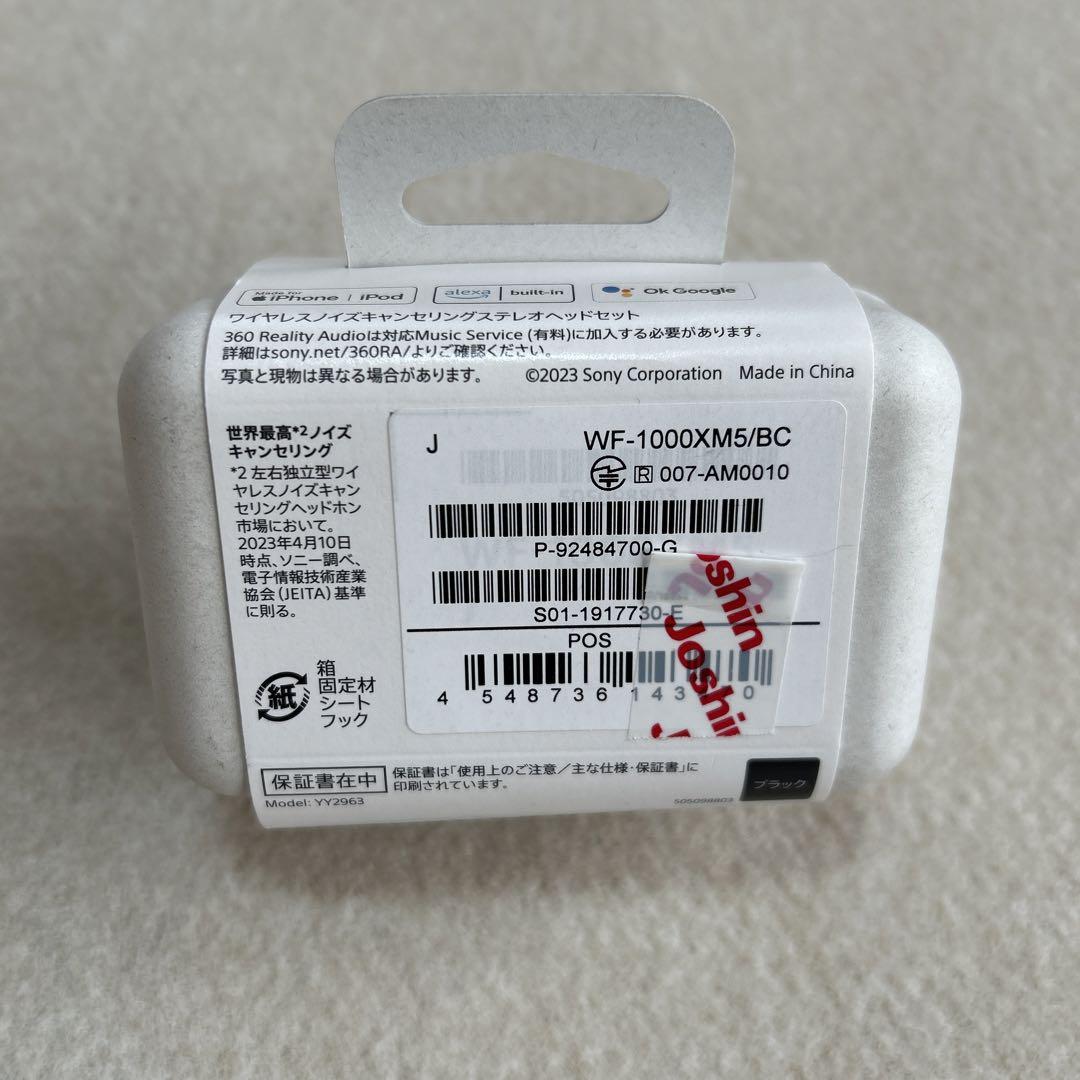 Made for
iPhone | iPod
alexa | built-in
Ok Google
ワイヤレスノイズキャンセリングステレオヘッドセット
360 Reality Audioは対応Music Service (有料)に加入する必要があります。
詳細はsony.net/360RA/よりご確認ください。
写真と現物は異なる場合があります。 ©2023 Sony Corporation Made in China
世界最高*2ノイズ
キャンセリング
*2 左右独立型ワイ
ヤレスノイズキャン
セリングヘッドホン
市場において。
2023年4月10日
時点、ソニー調べ、
電子情報技術産業
協会(JEITA)基準
に則る。
紙
箱
固定材
シート
フック
J WF-1000XM5/BC
R 007-AM0010
P-92484700-G
S01-1917730-E
POS
4 548736 143 0
Joshin
Joshin
保証書在中
保証書は「使用上のご注意/主な仕様・保証書」に
印刷されています。
Model: YY2963
505098803
ブラック